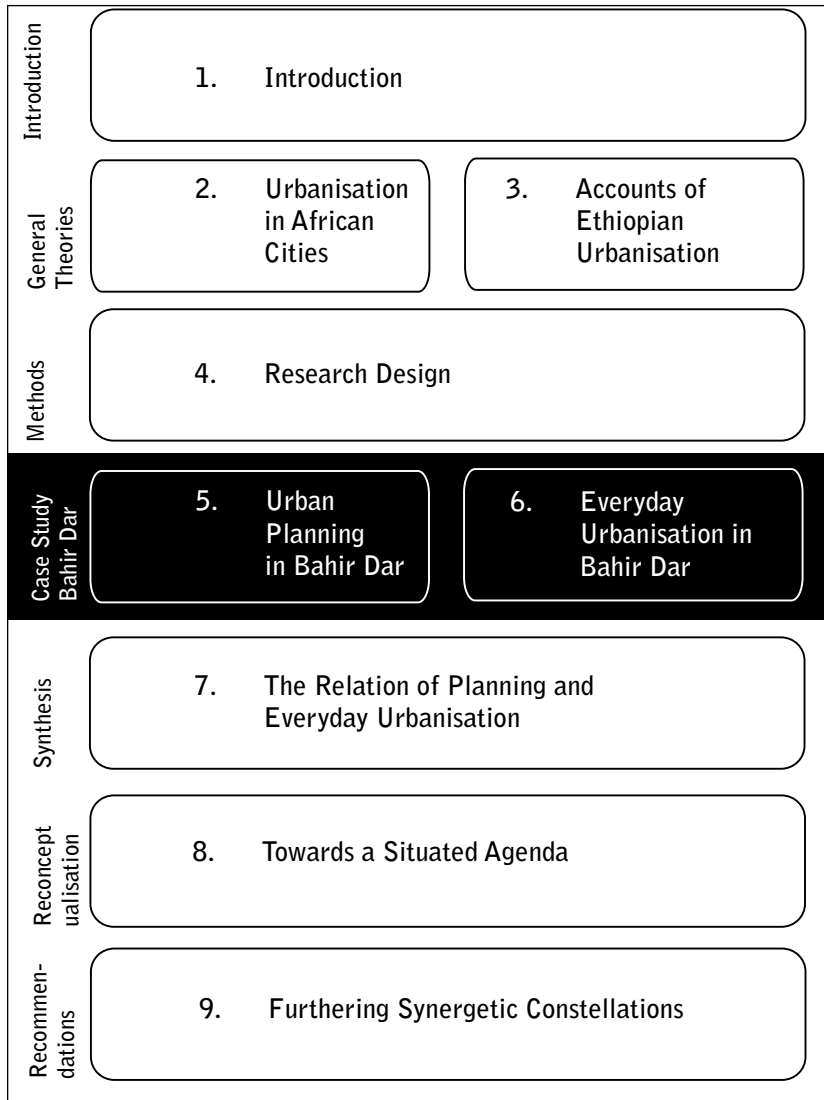 Introduction
1. Introduction
General
Theories
2. Urbanisation
in African
Cities
3. Accounts of
Ethiopian
Urbanisation
Methods
4. Research Design
Case Study
Bahir Dar
5. Urban
Planning
in Bahir Dar
6. Everyday
Urbanisation in
Bahir Dar
Synthesis
7. The Relation of Planning and
Everyday Urbanisation
Reconcept
ualisation
8. Towards a Situated Agenda
Recommen-
dations
9. Furthering Synergetic Constellations